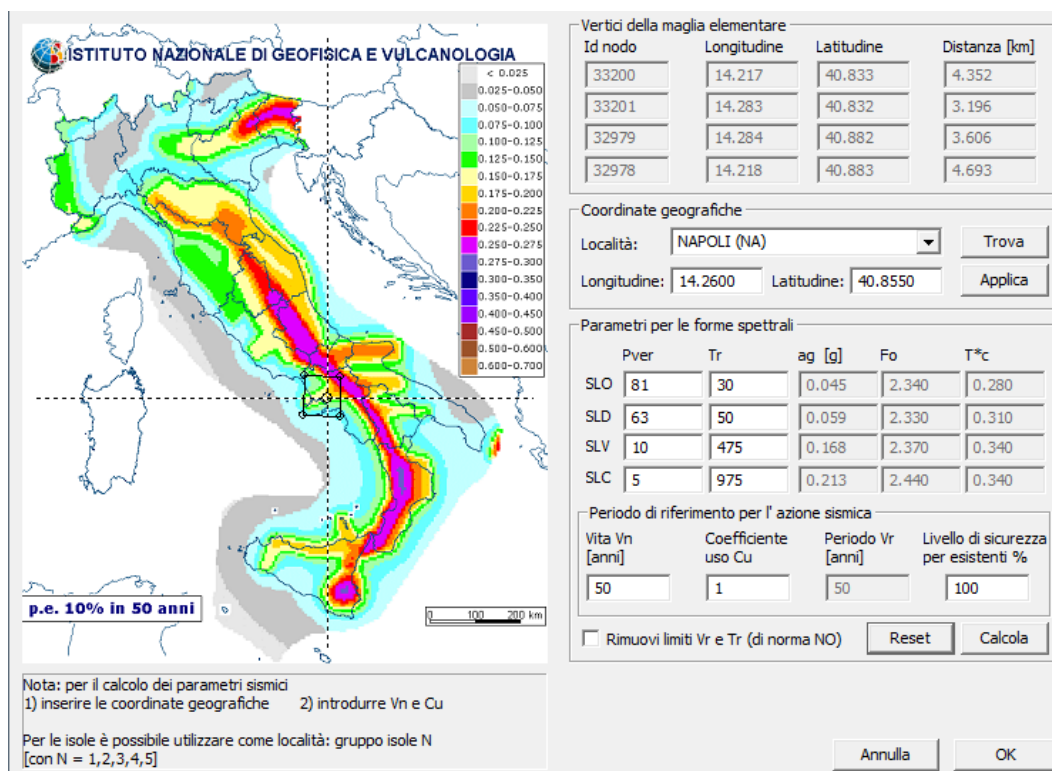 ISTITUTO NAZIONALE DI GEOFISICA E VULCANOLOGIA
< 0.025
0.025-0.050
0.050-0.075
0.075-0.100
0.100-0.125
0.125-0.150
0.150-0.175
0.175-0.200
0.200-0.225
0.225-0.250
0.250-0.275
0.275-0.300
0.300-0.350
0.350-0.400
0.400-0.450
0.450-0.500
0.500-0.600
0.600-0.700
p.e. 10% in 50 anni
0 100 200 km
Nota: per il calcolo dei parametri sismici
1) inserire le coordinate geografiche 2) introdurre Vn e Cu
Per le isole è possibile utilizzare come località: gruppo isole N
[con N = 1,2,3,4,5]
Vertici della maglia elementare
Id nodo Longitudine Latitudine Distanza [km]
33200 14.217 40.833 4.352
33201 14.283 40.832 3.196
32979 14.284 40.882 3.606
32978 14.218 40.883 4.693
Coordinate geografiche
Località: NAPOLI (NA) Trova
Longitudine: 14.2600 Latitudine: 40.8550 Applica
Parametri per le forme spettrali
Pver Tr ag [g] Fo T*c
SLO 81 30 0.045 2.340 0.280
SLD 63 50 0.059 2.330 0.310
SLV 10 475 0.168 2.370 0.340
SLC 5 975 0.213 2.440 0.340
Periodo di riferimento per l' azione sismica
Vita Vn Coefficiente Periodo Vr Livello di sicurezza
[anni] uso Cu [anni] per esistenti %
50 1 50 100
Rimuovi limiti Vr e Tr (di norma NO) Reset Calcola
Annulla OK